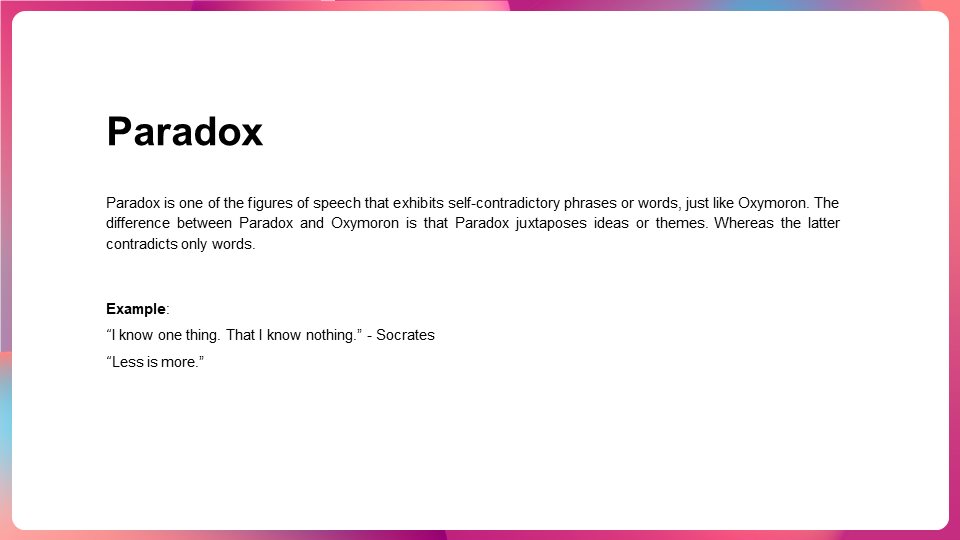 Paradox
Paradox is one of the figures of speech that exhibits self-contradictory phrases or words, just like Oxymoron. The
difference between Paradox and Oxymoron is that Paradox juxtaposes ideas or themes. Whereas the latter
contradicts only words.
Example:
“I know one thing. That I know nothing.” - Socrates
“Less is more.”